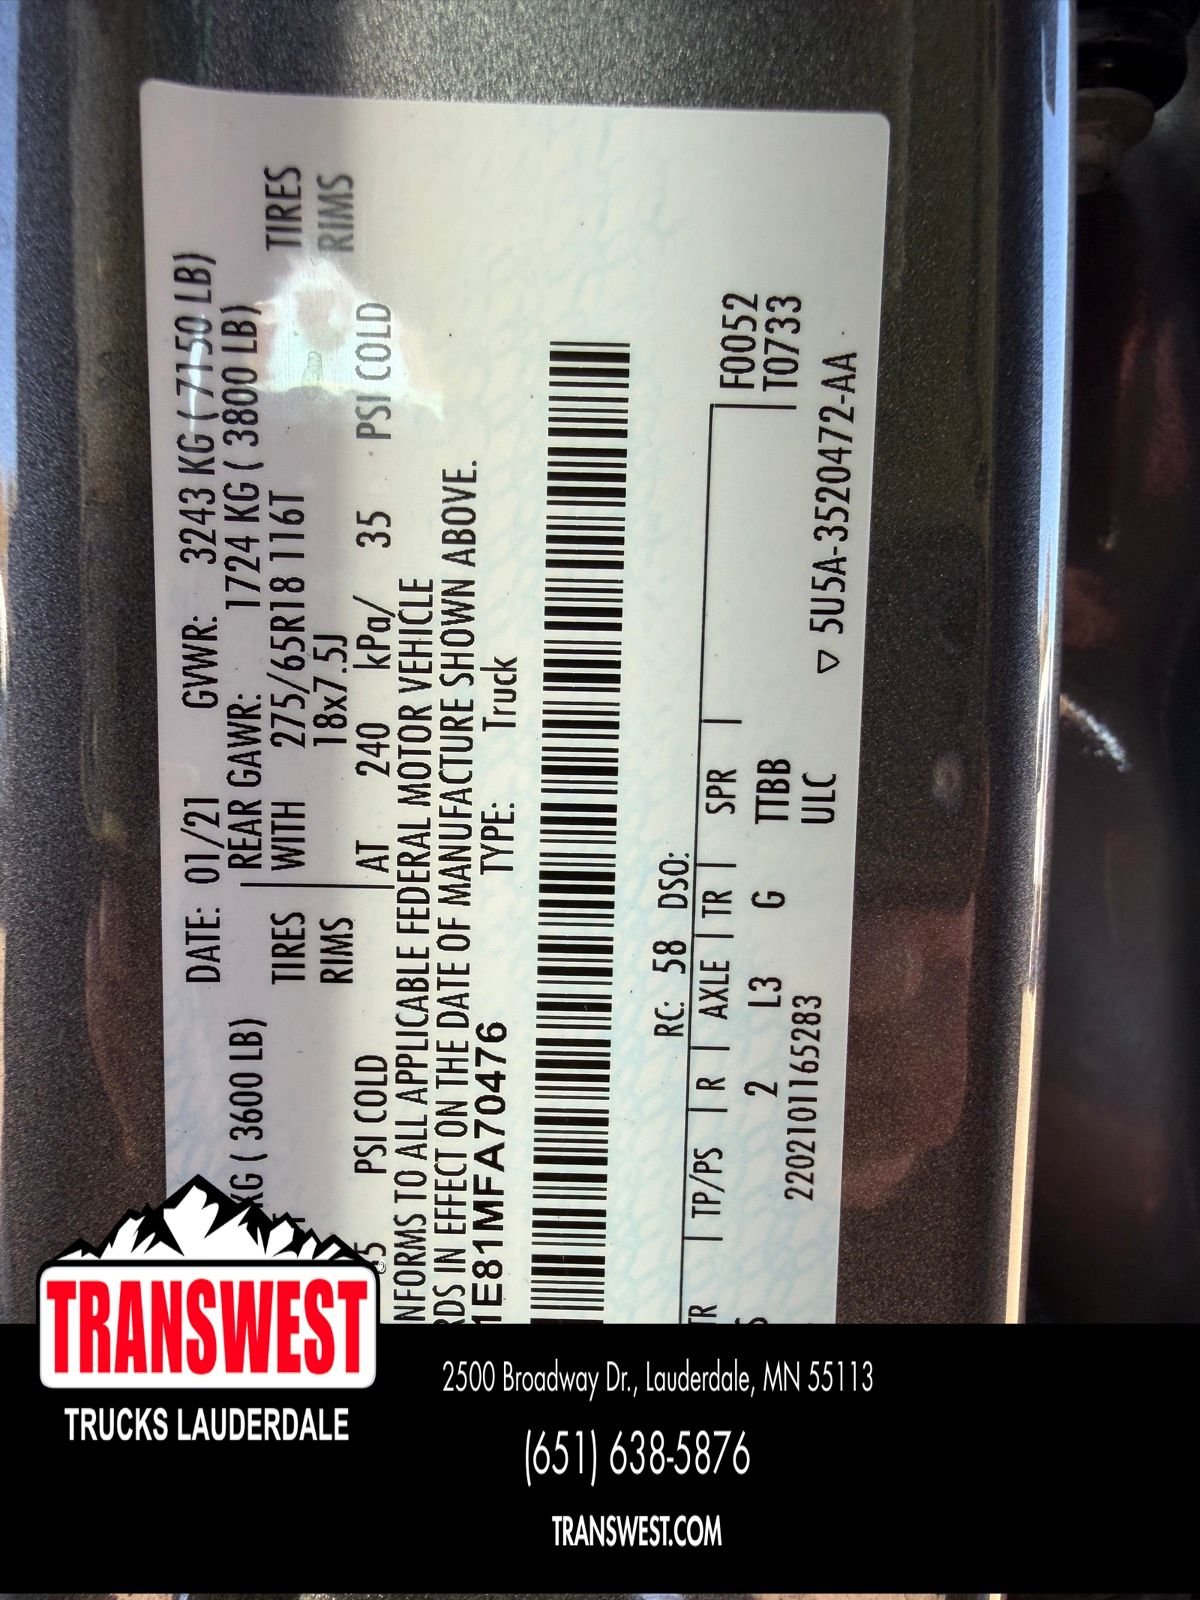 DATE: 01/21 GVWR: 3243 KG ( 7150 LB)
KG ( 3600 LB) REAR GAWR: 1724 KG ( 3800 LB)
TIRES WITH 275/65R18 116T TIRES
RIMS 18x7.5J RIMS
PSI COLD AT 240 kPa/ 35 PSI COLD
NFORMS TO ALL APPLICABLE FEDERAL MOTOR VEHICLE
RDS IN EFFECT ON THE DATE OF MANUFACTURE SHOWN ABOVE.
1E81MFA70476 TYPE: Truck
RC: 58 DSO:
TR TP/PS R AXLE TR SPR
2 L3 G TTBB F0052
2202101165283 ULC T0733
▽ 5U5A-3520472-AA
TRANSWEST
TRUCKS LAUDERDALE
2500 Broadway Dr., Lauderdale, MN 55113
(651) 638-5876
TRANSWEST.COM